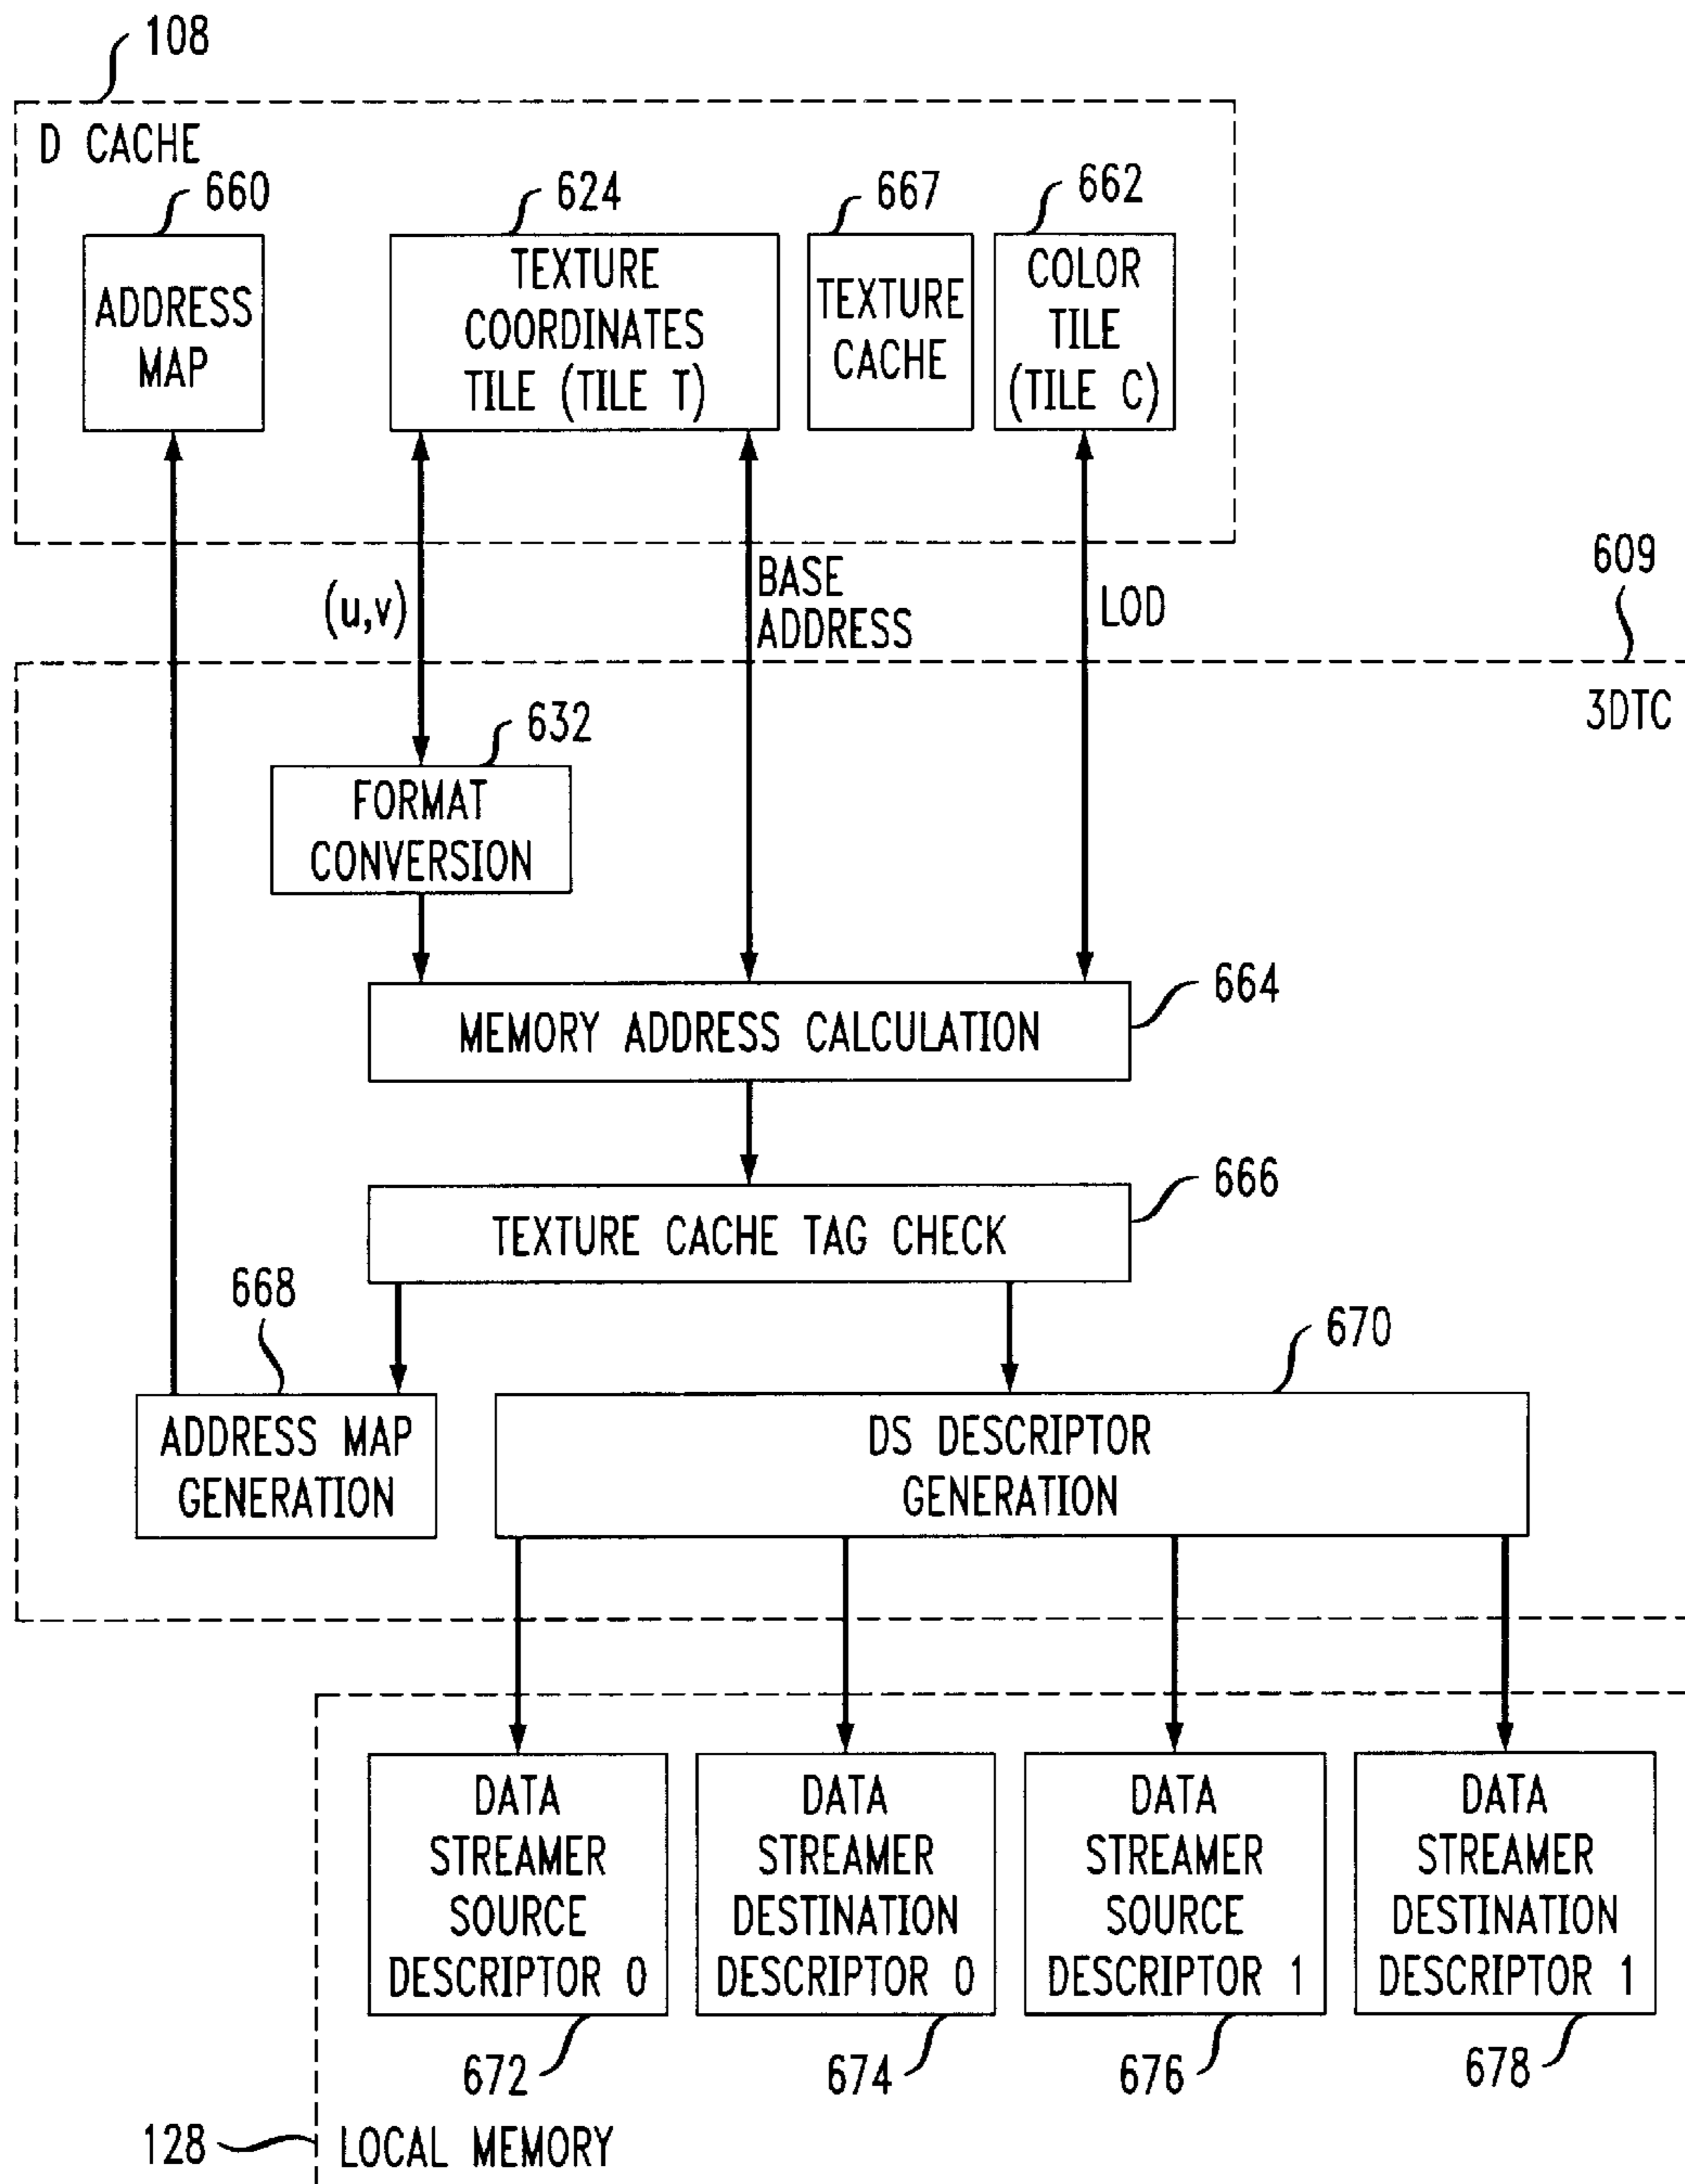 108
D CACHE
660
624
667
662
ADDRESS
MAP
TEXTURE
COORDINATES
TILE (TILE T)
TEXTURE
CACHE
COLOR
TILE
(TILE C)
(u,v)
BASE
ADDRESS
LOD
609
3DTC
632
FORMAT
CONVERSION
664
MEMORY ADDRESS CALCULATION
666
TEXTURE CACHE TAG CHECK
668
670
ADDRESS MAP
GENERATION
DS DESCRIPTOR
GENERATION
DATA
STREAMER
SOURCE
DESCRIPTOR 0
DATA
STREAMER
DESTINATION
DESCRIPTOR 0
DATA
STREAMER
SOURCE
DESCRIPTOR 1
DATA
STREAMER
DESTINATION
DESCRIPTOR 1
672
674
676
678
128
LOCAL MEMORY